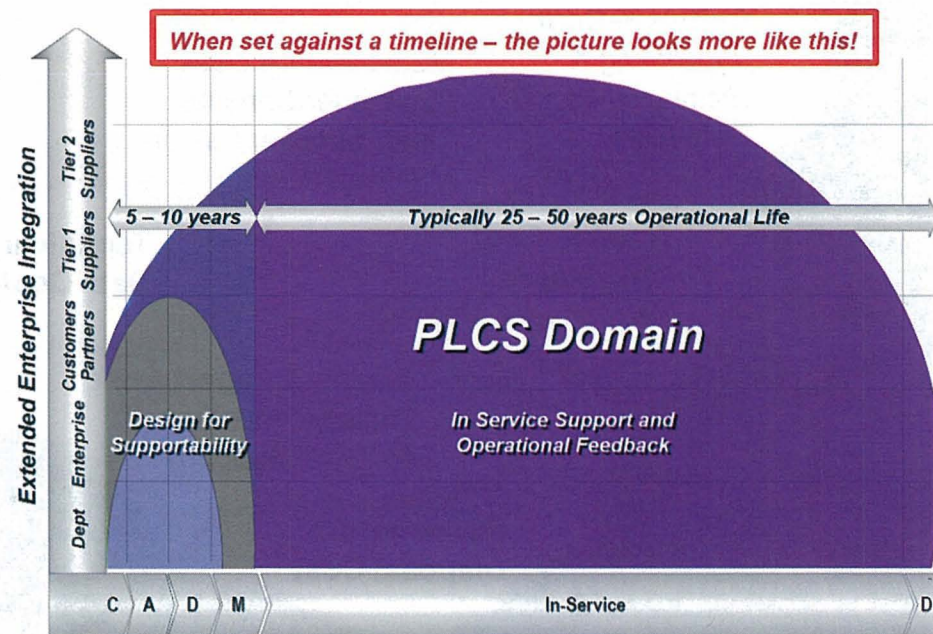 When set against a timeline – the picture looks more like this!
Extended Enterprise Integration
Tier 2
Suppliers
Tier 1
Suppliers
Customers
Partners
Enterprise
Dept
5 – 10 years
Typically 25 – 50 years Operational Life
PLCS Domain
Design for
Supportability
In Service Support and
Operational Feedback
C
A
D
M
In-Service
D